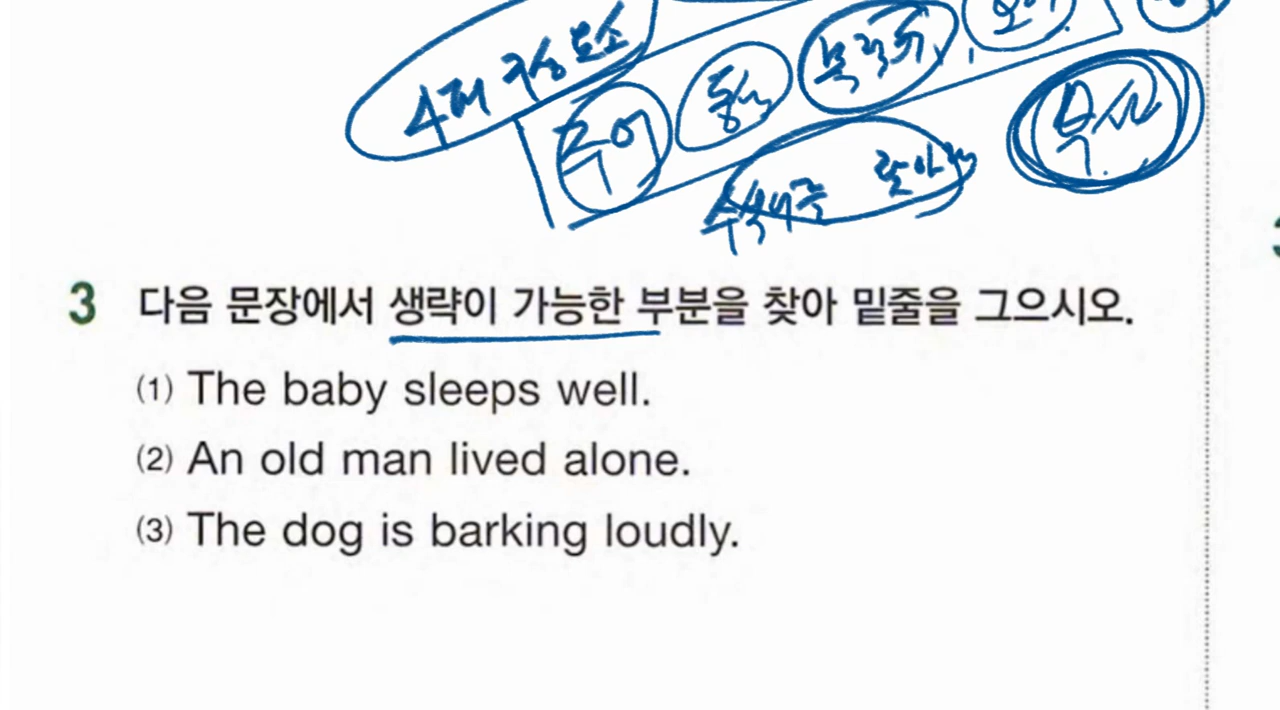 4대 구성 요소
주어 동사 목적어 보어
수식어구
부사
3 다음 문장에서 생략이 가능한 부분을 찾아 밑줄을 그으시오.
(1) The baby sleeps well.
(2) An old man lived alone.
(3) The dog is barking loudly.